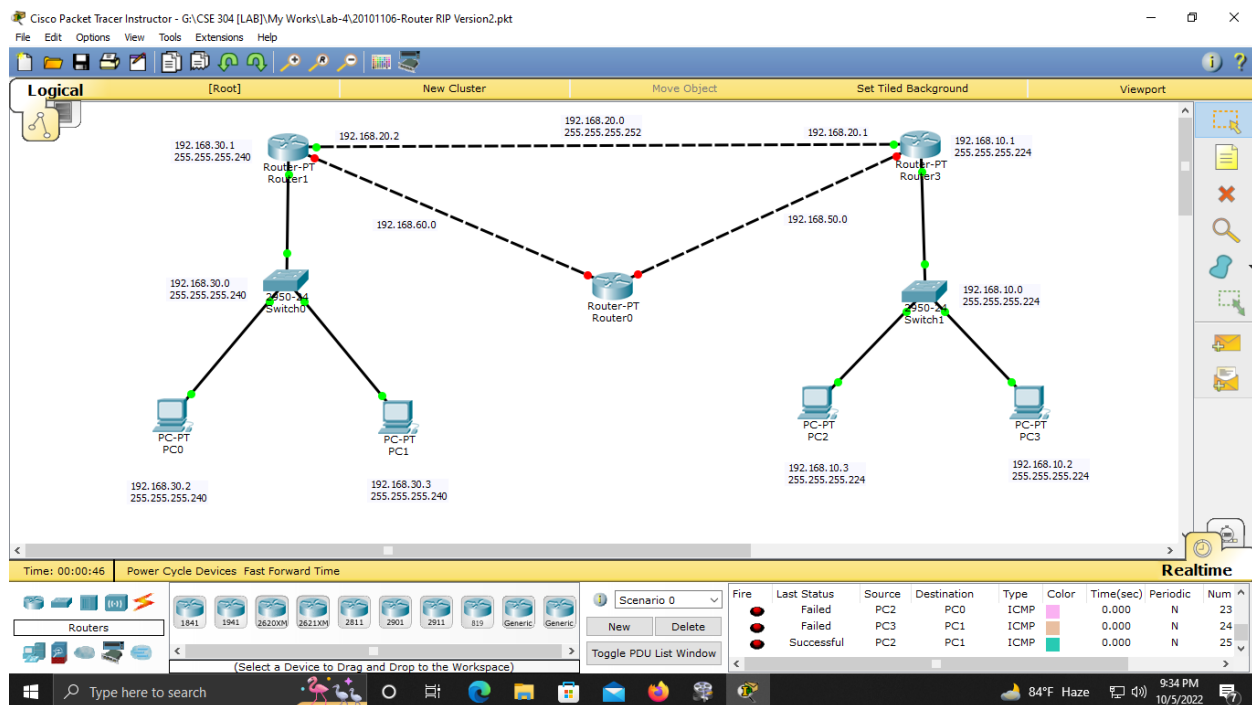 Cisco Packet Tracer Instructor - G:\CSE 304 [LAB]\My Works\Lab-4\20101106-Router RIP Version2.pkt
File Edit Options View Tools Extensions Help
Logical [Root] New Cluster Move Object Set Tiled Background Viewport
192.168.20.0
255.255.255.252
192.168.30.1
255.255.255.240
192.168.20.2
192.168.20.1
192.168.10.1
255.255.255.224
Router-PT
Router1
Router-PT
Router3
192.168.60.0
192.168.50.0
192.168.30.0
255.255.255.240
2950-24
Switch0
Router-PT
Router0
192.168.10.0
255.255.255.224
2950-24
Switch1
PC-PT
PC0
PC-PT
PC1
PC-PT
PC2
PC-PT
PC3
192.168.30.2
255.255.255.240
192.168.30.3
255.255.255.240
192.168.10.3
255.255.255.224
192.168.10.2
255.255.255.224
Time: 00:00:46 Power Cycle Devices Fast Forward Time
Realtime
Routers
1841 1941 2620XM 2621XM 2811 2901 2911 819 Generic Generic
(Select a Device to Drag and Drop to the Workspace)
Scenario 0
New Delete
Toggle PDU List Window
Fire Last Status Source Destination Type Color Time(sec) Periodic Num
Failed PC2 PC0 ICMP 0.000 N 23
Failed PC3 PC1 ICMP 0.000 N 24
Successful PC2 PC1 ICMP 0.000 N 25
Type here to search
84°F Haze
9:34 PM
10/5/2022